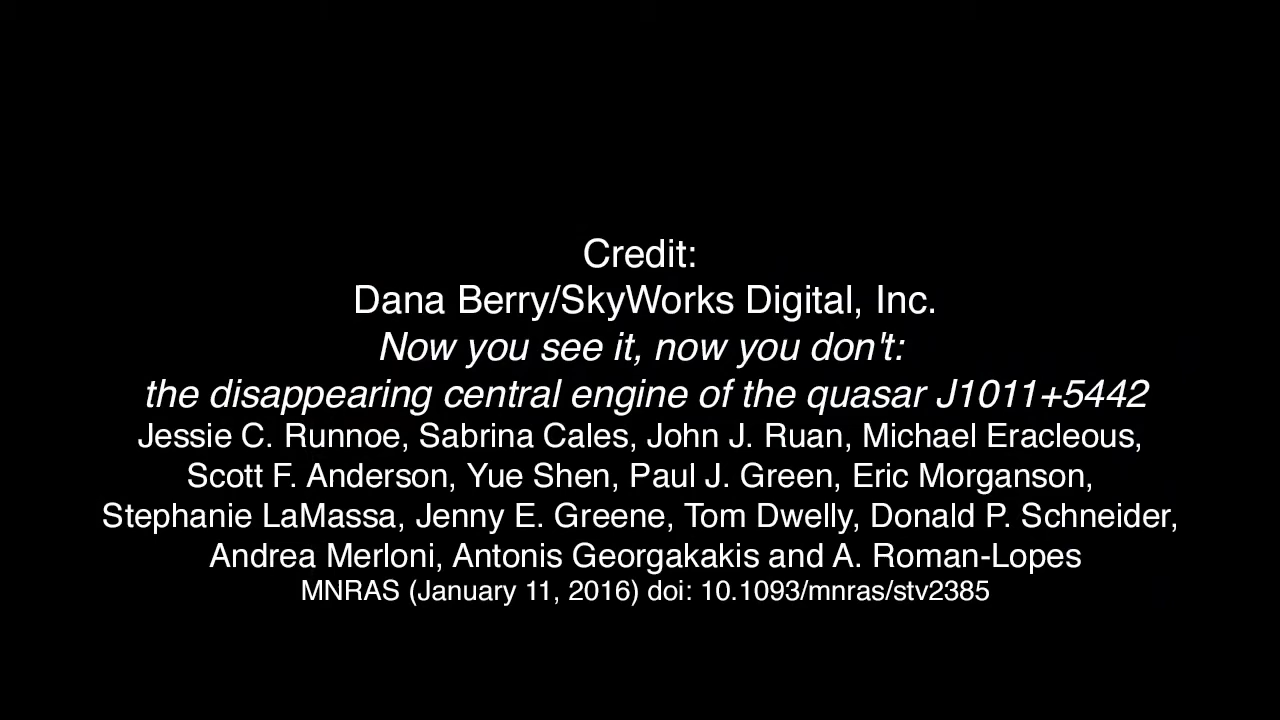 Credit:
Dana Berry/SkyWorks Digital, Inc.
Now you see it, now you don't:
the disappearing central engine of the quasar J1011+5442
Jessie C. Runnoe, Sabrina Cales, John J. Ruan, Michael Eracleous,
Scott F. Anderson, Yue Shen, Paul J. Green, Eric Morganson,
Stephanie LaMassa, Jenny E. Greene, Tom Dwelly, Donald P. Schneider,
Andrea Merloni, Antonis Georgakakis and A. Roman-Lopes
MNRAS (January 11, 2016) doi: 10.1093/mnras/stv2385